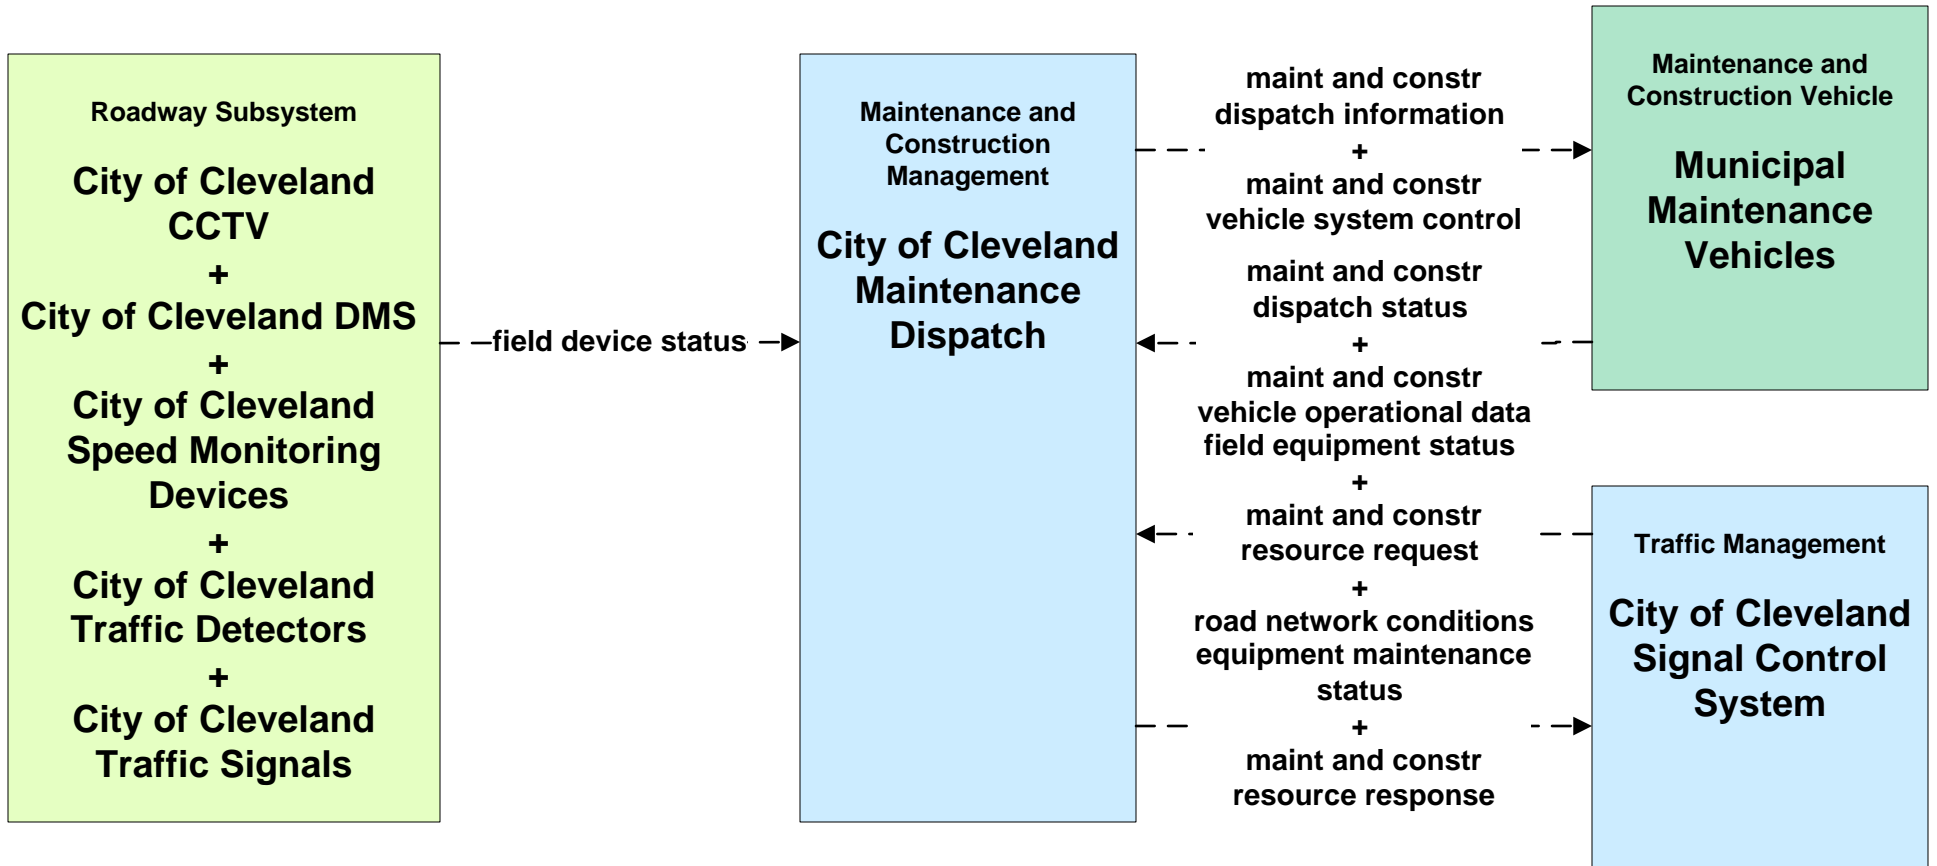 Roadway Subsystem
City of Cleveland
CCTV
+
City of Cleveland DMS
+
City of Cleveland
Speed Monitoring
Devices
+
City of Cleveland
Traffic Detectors
+
City of Cleveland
Traffic Signals
field device status
Maintenance and
Construction
Management
City of Cleveland
Maintenance
Dispatch
maint and constr
dispatch information
+
maint and constr
vehicle system control
maint and constr
dispatch status
+
maint and constr
vehicle operational data
field equipment status
+
maint and constr
resource request
+
road network conditions
equipment maintenance
status
+
maint and constr
resource response
Maintenance and
Construction Vehicle
Municipal
Maintenance
Vehicles
Traffic Management
City of Cleveland
Signal Control
System